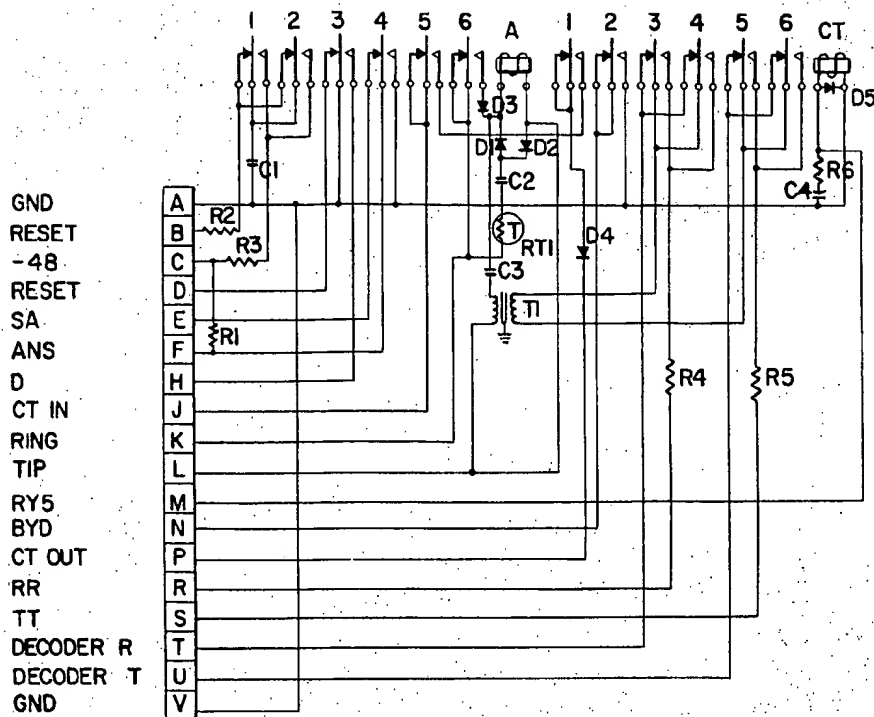 1 2 3 4 5 6 A 1 2 3 4 5 6 CT
D3 D5
D1 D2
C1 R6
C2 C4
GND A
R2
RESET B T D4
R3 RT1
-48 C
C3
RESET D
SA E T1
R1
ANS F
D H R4 R5
CT IN J
RING K
TIP L
RY5 M
BYD N
CT OUT P
RR R
TT S
DECODER R T
DECODER T U
GND V